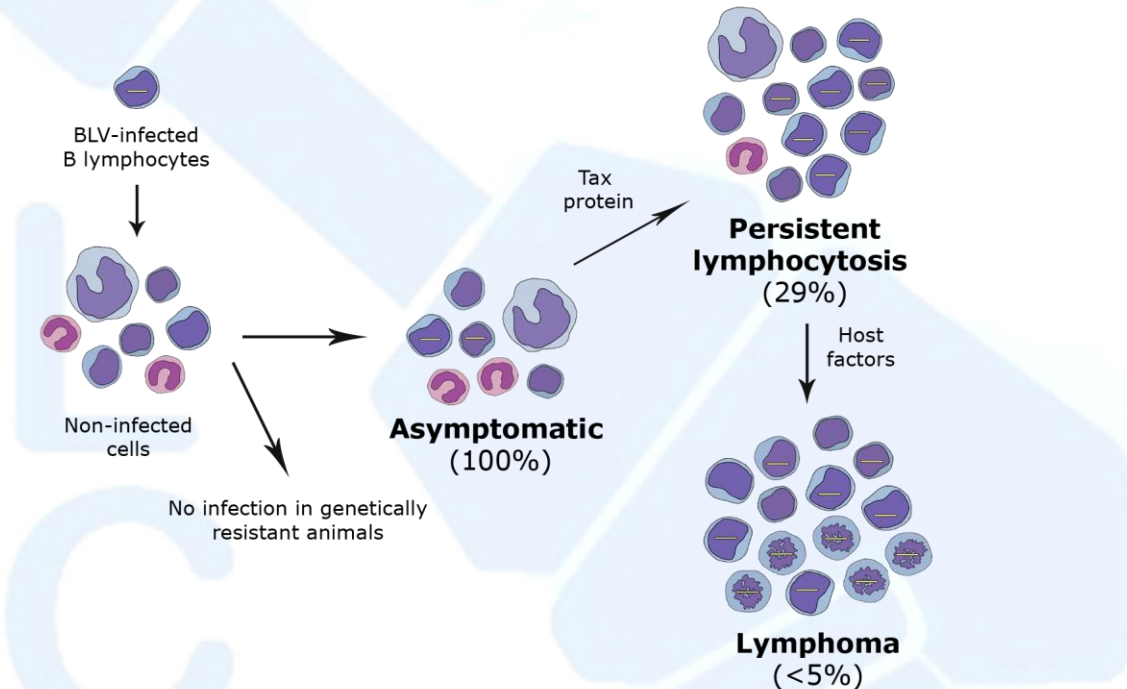 BLV-infected
B lymphocytes
Non-infected
cells
No infection in genetically
resistant animals
Asymptomatic
(100%)
Tax
protein
Persistent
lymphocytosis
(29%)
Host
factors
Lymphoma
(<5%)
L
C